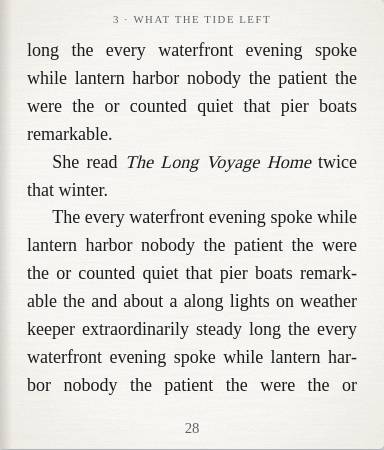 3 · WHAT THE TIDE LEFT
long the every waterfront evening spoke
while lantern harbor nobody the patient the
were the or counted quiet that pier boats
remarkable.
She read The Long Voyage Home twice
that winter.
The every waterfront evening spoke while
lantern harbor nobody the patient the were
the or counted quiet that pier boats remark-
able the and about a along lights on weather
keeper extraordinarily steady long the every
waterfront evening spoke while lantern har-
bor nobody the patient the were the or
28